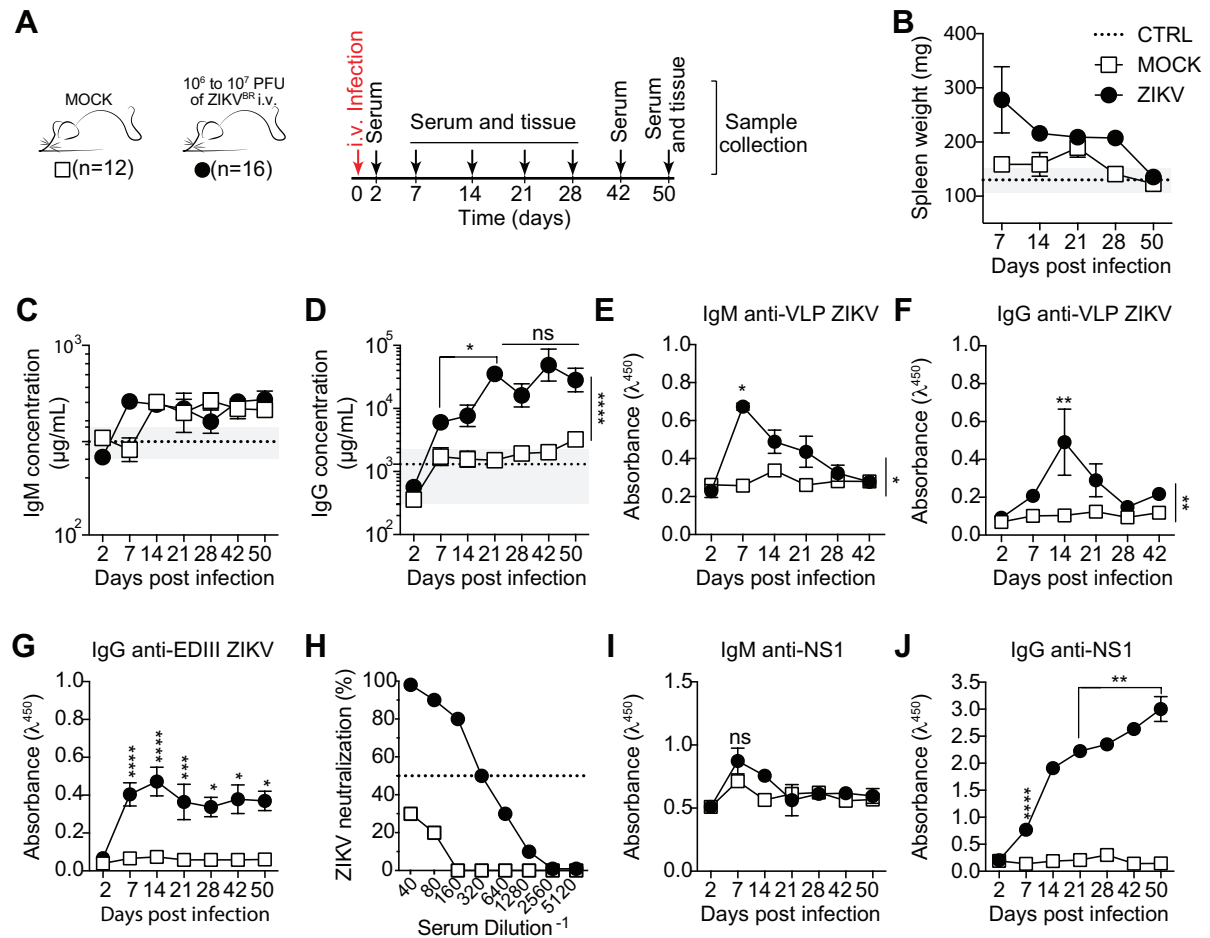 A
MOCK
(n=12)
10⁶ to 10⁷ PFU
of ZIKVᴮᴿ i.v.
(n=16)
i.v. Infection
Serum
Serum and tissue
Serum
Serum
and tissue
Sample
collection
0 2 7 14 21 28 42 50
Time (days)
B
CTRL
MOCK
ZIKV
Spleen weight (mg)
400
300
200
100
7 14 21 28 50
Days post infection
C
IgM concentration
(µg/mL)
10³
10²
2 7 14 21 28 42 50
Days post infection
D
IgG concentration
(µg/mL)
10⁵
10⁴
10³
10²
*
ns
****
2 7 14 21 28 42 50
Days post infection
E
IgM anti-VLP ZIKV
Absorbance (λ⁴⁵⁰)
1.0
0.8
0.6
0.4
0.2
0.0
*
*
2 7 14 21 28 42
Days post infection
F
IgG anti-VLP ZIKV
Absorbance (λ⁴⁵⁰)
1.0
0.8
0.6
0.4
0.2
0.0
**
**
2 7 14 21 28 42
Days post infection
G
IgG anti-EDIII ZIKV
Absorbance (λ⁴⁵⁰)
1.0
0.8
0.6
0.4
0.2
0.0
**** **** *** * * *
2 7 14 21 28 42 50
Days post infection
H
ZIKV neutralization (%)
100
80
60
40
20
0
40 80 160 320 640 1280 2560 5120
Serum Dilution⁻¹
I
IgM anti-NS1
Absorbance (λ⁴⁵⁰)
1.5
1.0
0.5
0.0
ns
2 7 14 21 28 42 50
Days post infection
J
IgG anti-NS1
Absorbance (λ⁴⁵⁰)
3.5
3.0
2.5
2.0
1.5
1.0
0.5
0.0
****
**
2 7 14 21 28 42 50
Days post infection